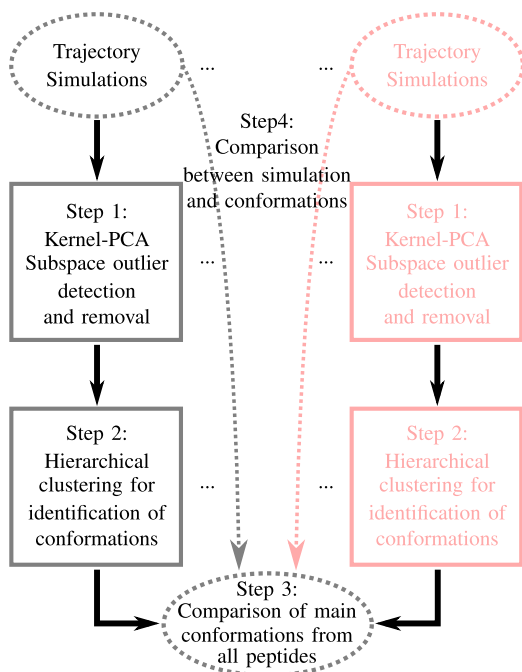 Trajectory
Simulations
...
...
Trajectory
Simulations
Step4:
Comparison
between simulation
and conformations
Step 1:
Kernel-PCA
Subspace outlier
detection
and removal
...
...
Step 1:
Kernel-PCA
Subspace outlier
detection
and removal
Step 2:
Hierarchical
clustering for
identification of
conformations
...
...
Step 2:
Hierarchical
clustering for
identification of
conformations
Step 3:
Comparison of main
conformations from
all peptides